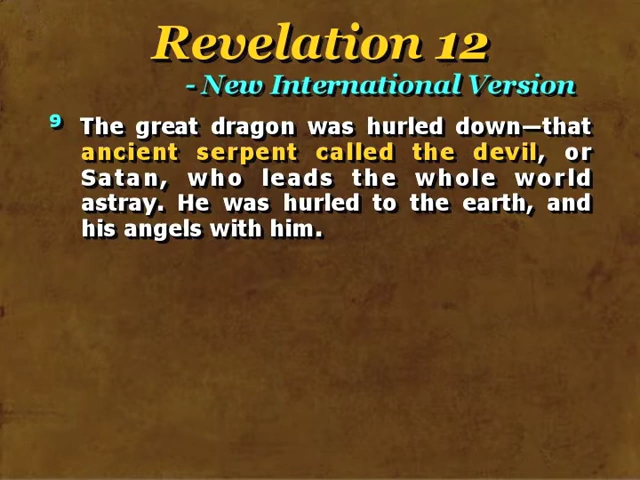 Revelation 12
- New International Version
9 The great dragon was hurled down—that
ancient serpent called the devil, or
Satan, who leads the whole world
astray. He was hurled to the earth, and
his angels with him.